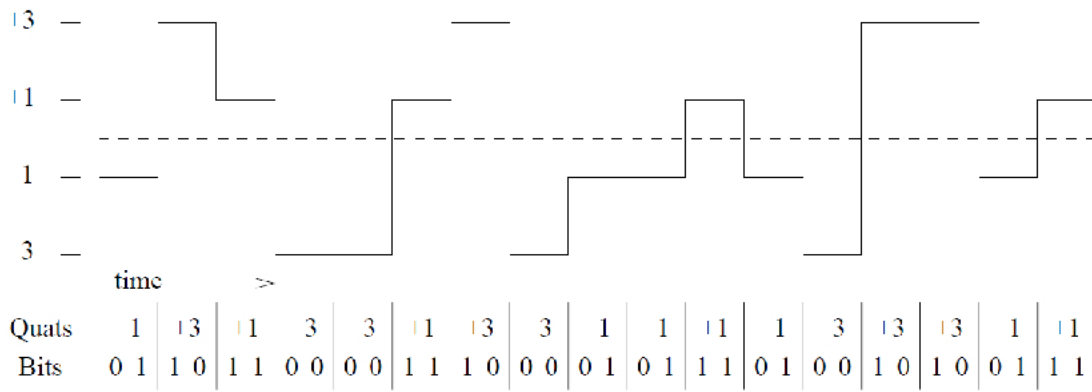 +3
+1
1
3
time >
Quats 1 +3 +1 3 3 +1 +3 3 1 1 +1 1 3 +3 +3 1 +1
Bits 0 1 1 0 1 1 0 0 0 0 1 1 1 0 0 0 0 1 0 1 1 1 0 1 0 0 1 0 1 0 0 1 1 1